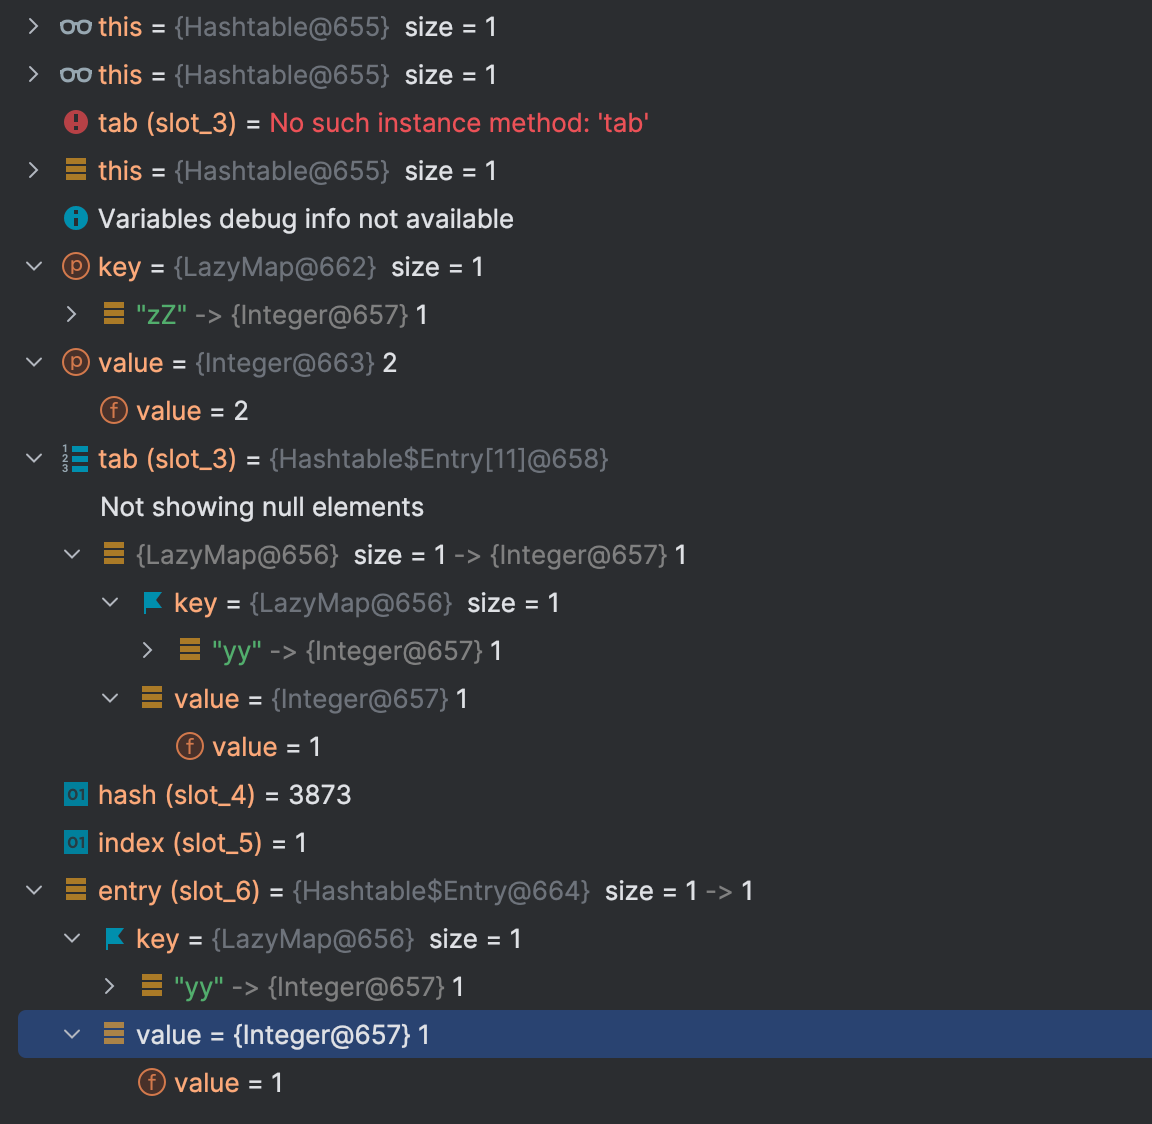 this = {Hashtable@655} size = 1
this = {Hashtable@655} size = 1
tab (slot_3) = No such instance method: 'tab'
this = {Hashtable@655} size = 1
Variables debug info not available
key = {LazyMap@662} size = 1
"zZ" -> {Integer@657} 1
value = {Integer@663} 2
value = 2
tab (slot_3) = {Hashtable$Entry[11]@658}
Not showing null elements
{LazyMap@656} size = 1 -> {Integer@657} 1
key = {LazyMap@656} size = 1
"yy" -> {Integer@657} 1
value = {Integer@657} 1
value = 1
hash (slot_4) = 3873
index (slot_5) = 1
entry (slot_6) = {Hashtable$Entry@664} size = 1 -> 1
key = {LazyMap@656} size = 1
"yy" -> {Integer@657} 1
value = {Integer@657} 1
value = 1